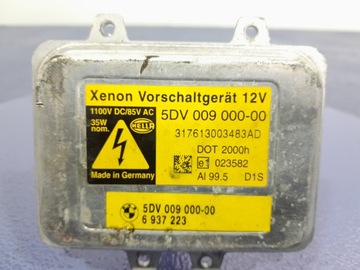 Xenon Vorschaltgerät 12V
1100V DC/85V AC
35W nom.
HELLA
Made in Germany
5DV 009 000-00
317613003483AD
DOT 2000h
e1 023582
AI 99.5 D1S
5DV 009 000-00
6 937 223